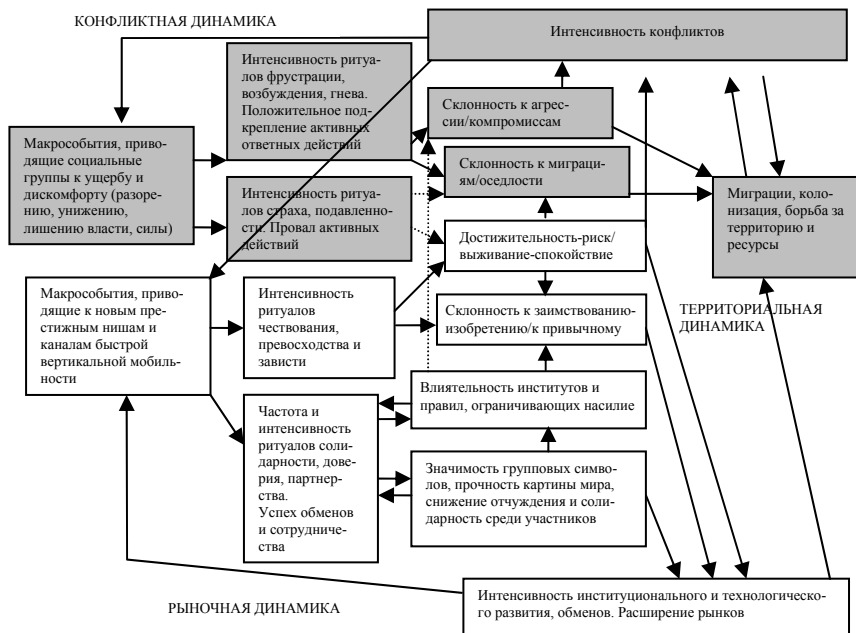 КОНФЛИКТНАЯ ДИНАМИКА
Интенсивность конфликтов
Интенсивность ритуа-
лов фрустрации,
возбуждения, гнева.
Положительное под-
крепление активных
ответных действий
Склонность к агрес-
сии/компромиссам
Макрособытия, приво-
дящие социальные
группы к ущербу и
дискомфорту (разоре-
нию, унижению,
лишению власти, силы)
Склонность к миграци-
ям/оседлости
Интенсивность ритуа-
лов страха, подавленно-
сти. Провал активных
действий
Миграции, коло-
низация, борьба за
территорию и
ресурсы
Достижительность-риск/
выживание-спокойствие
Макрособытия, приво-
дящие к новым пре-
стижным нишам и
каналам быстрой
вертикальной мобиль-
ности
Интенсивность
ритуалов
чествования,
превосходства и
зависти
Склонность к заимствованию-
изобретению/к привычному
ТЕРРИТОРИАЛЬНАЯ
ДИНАМИКА
Влиятельность институтов и
правил, ограничивающих насилие
Частота и
интенсивность
ритуалов соли-
дарности, дове-
рия, партнер-
ства.
Успех обменов
и сотрудниче-
ства
Значимость групповых симво-
лов, прочность картины мира,
снижение отчуждения и соли-
дарность среди участников
РЫНОЧНАЯ ДИНАМИКА
Интенсивность институционального и технологическо-
го развития, обменов. Расширение рынков